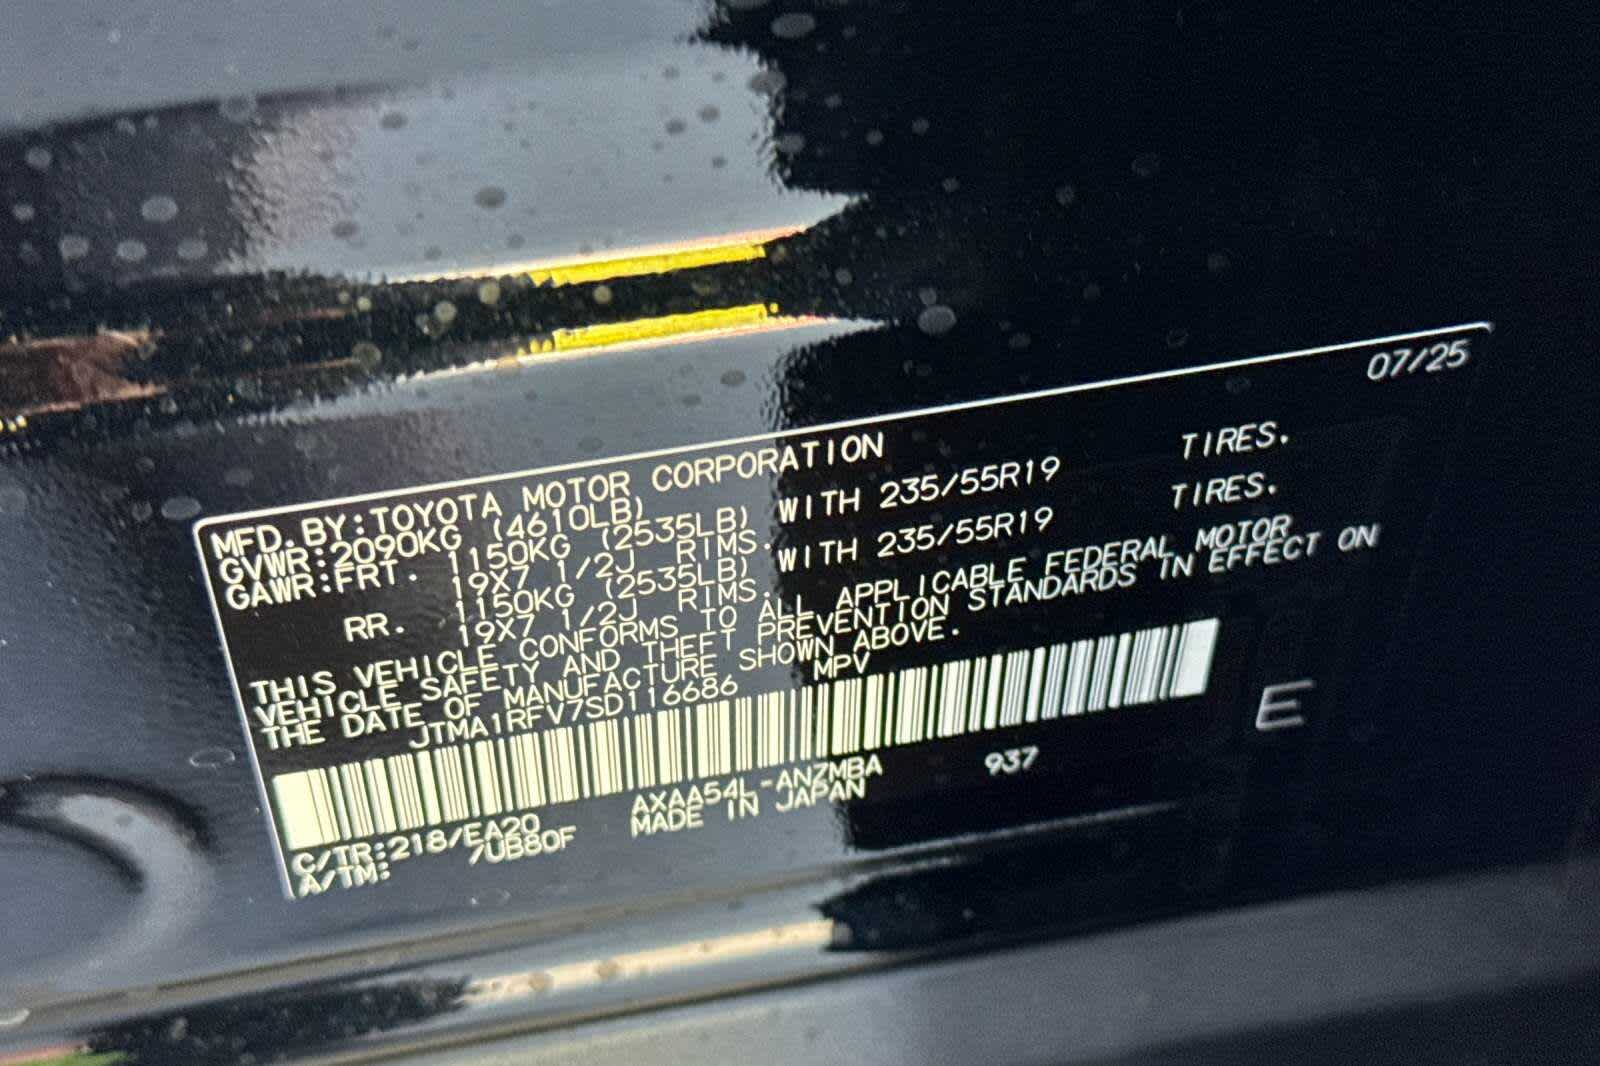 07/25
MFD. BY: TOYOTA MOTOR CORPORATION
GVWR: 2090KG (4610LB)
GAWR: FRT. 1150KG (2535LB) WITH 235/55R19 TIRES.
19X7 1/2J RIMS.
RR. 1150KG (2535LB) WITH 235/55R19 TIRES.
19X7 1/2J RIMS.
THIS VEHICLE CONFORMS TO ALL APPLICABLE FEDERAL MOTOR
VEHICLE SAFETY AND THEFT PREVENTION STANDARDS IN EFFECT ON
THE DATE OF MANUFACTURE SHOWN ABOVE.
JTMA1RFV7SD116686 MPV
E
C/TR: 218/EA20 AXAA54L-ANZMBA 937
A/TM: /UB80F MADE IN JAPAN